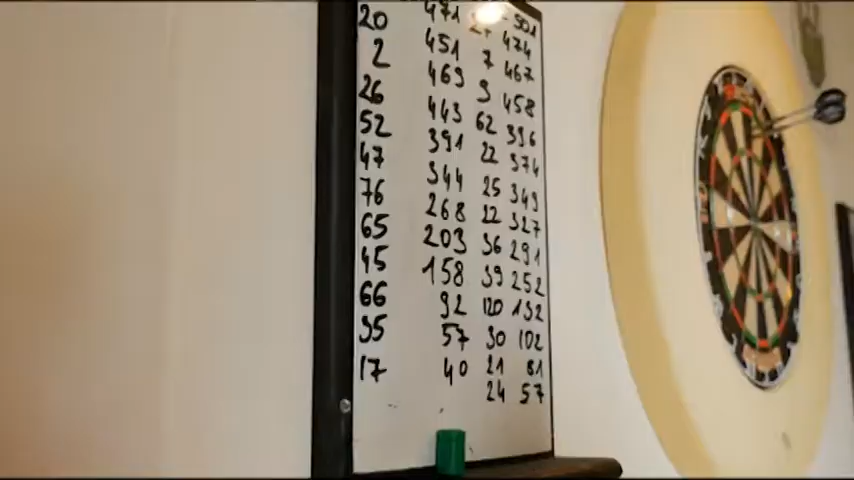 20 471 501
2 451 27 474
26 469 7 467
52 443 9 458
47 391 62 396
76 344 22 374
65 268 25 349
45 203 22 327
66 158 36 291
35 92 39 252
17 57 120 132
40 30 102
21 81
24 57